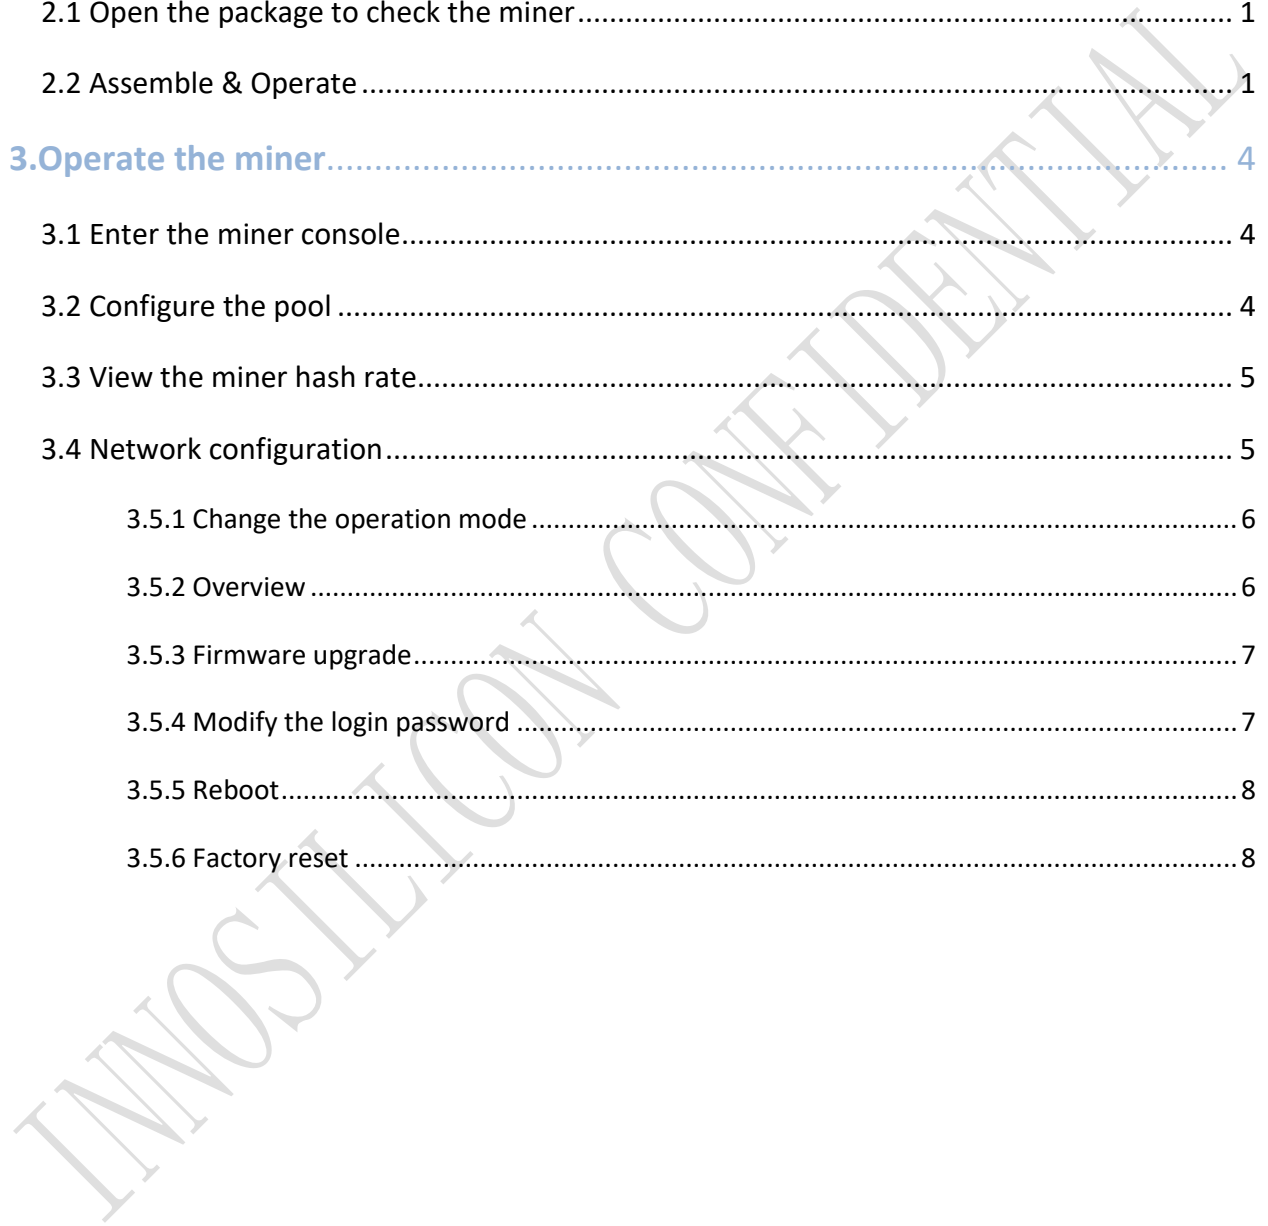 2.1 Open the package to check the miner........................................ 1
2.2 Assemble & Operate........................................ 1
3.Operate the miner........................................ 4
3.1 Enter the miner console........................................ 4
3.2 Configure the pool........................................ 4
3.3 View the miner hash rate........................................ 5
3.4 Network configuration........................................ 5
3.5.1 Change the operation mode........................................ 6
3.5.2 Overview........................................ 6
3.5.3 Firmware upgrade........................................ 7
3.5.4 Modify the login password........................................ 7
3.5.5 Reboot........................................ 8
3.5.6 Factory reset........................................ 8
INNOSILICON CONFIDENTIAL